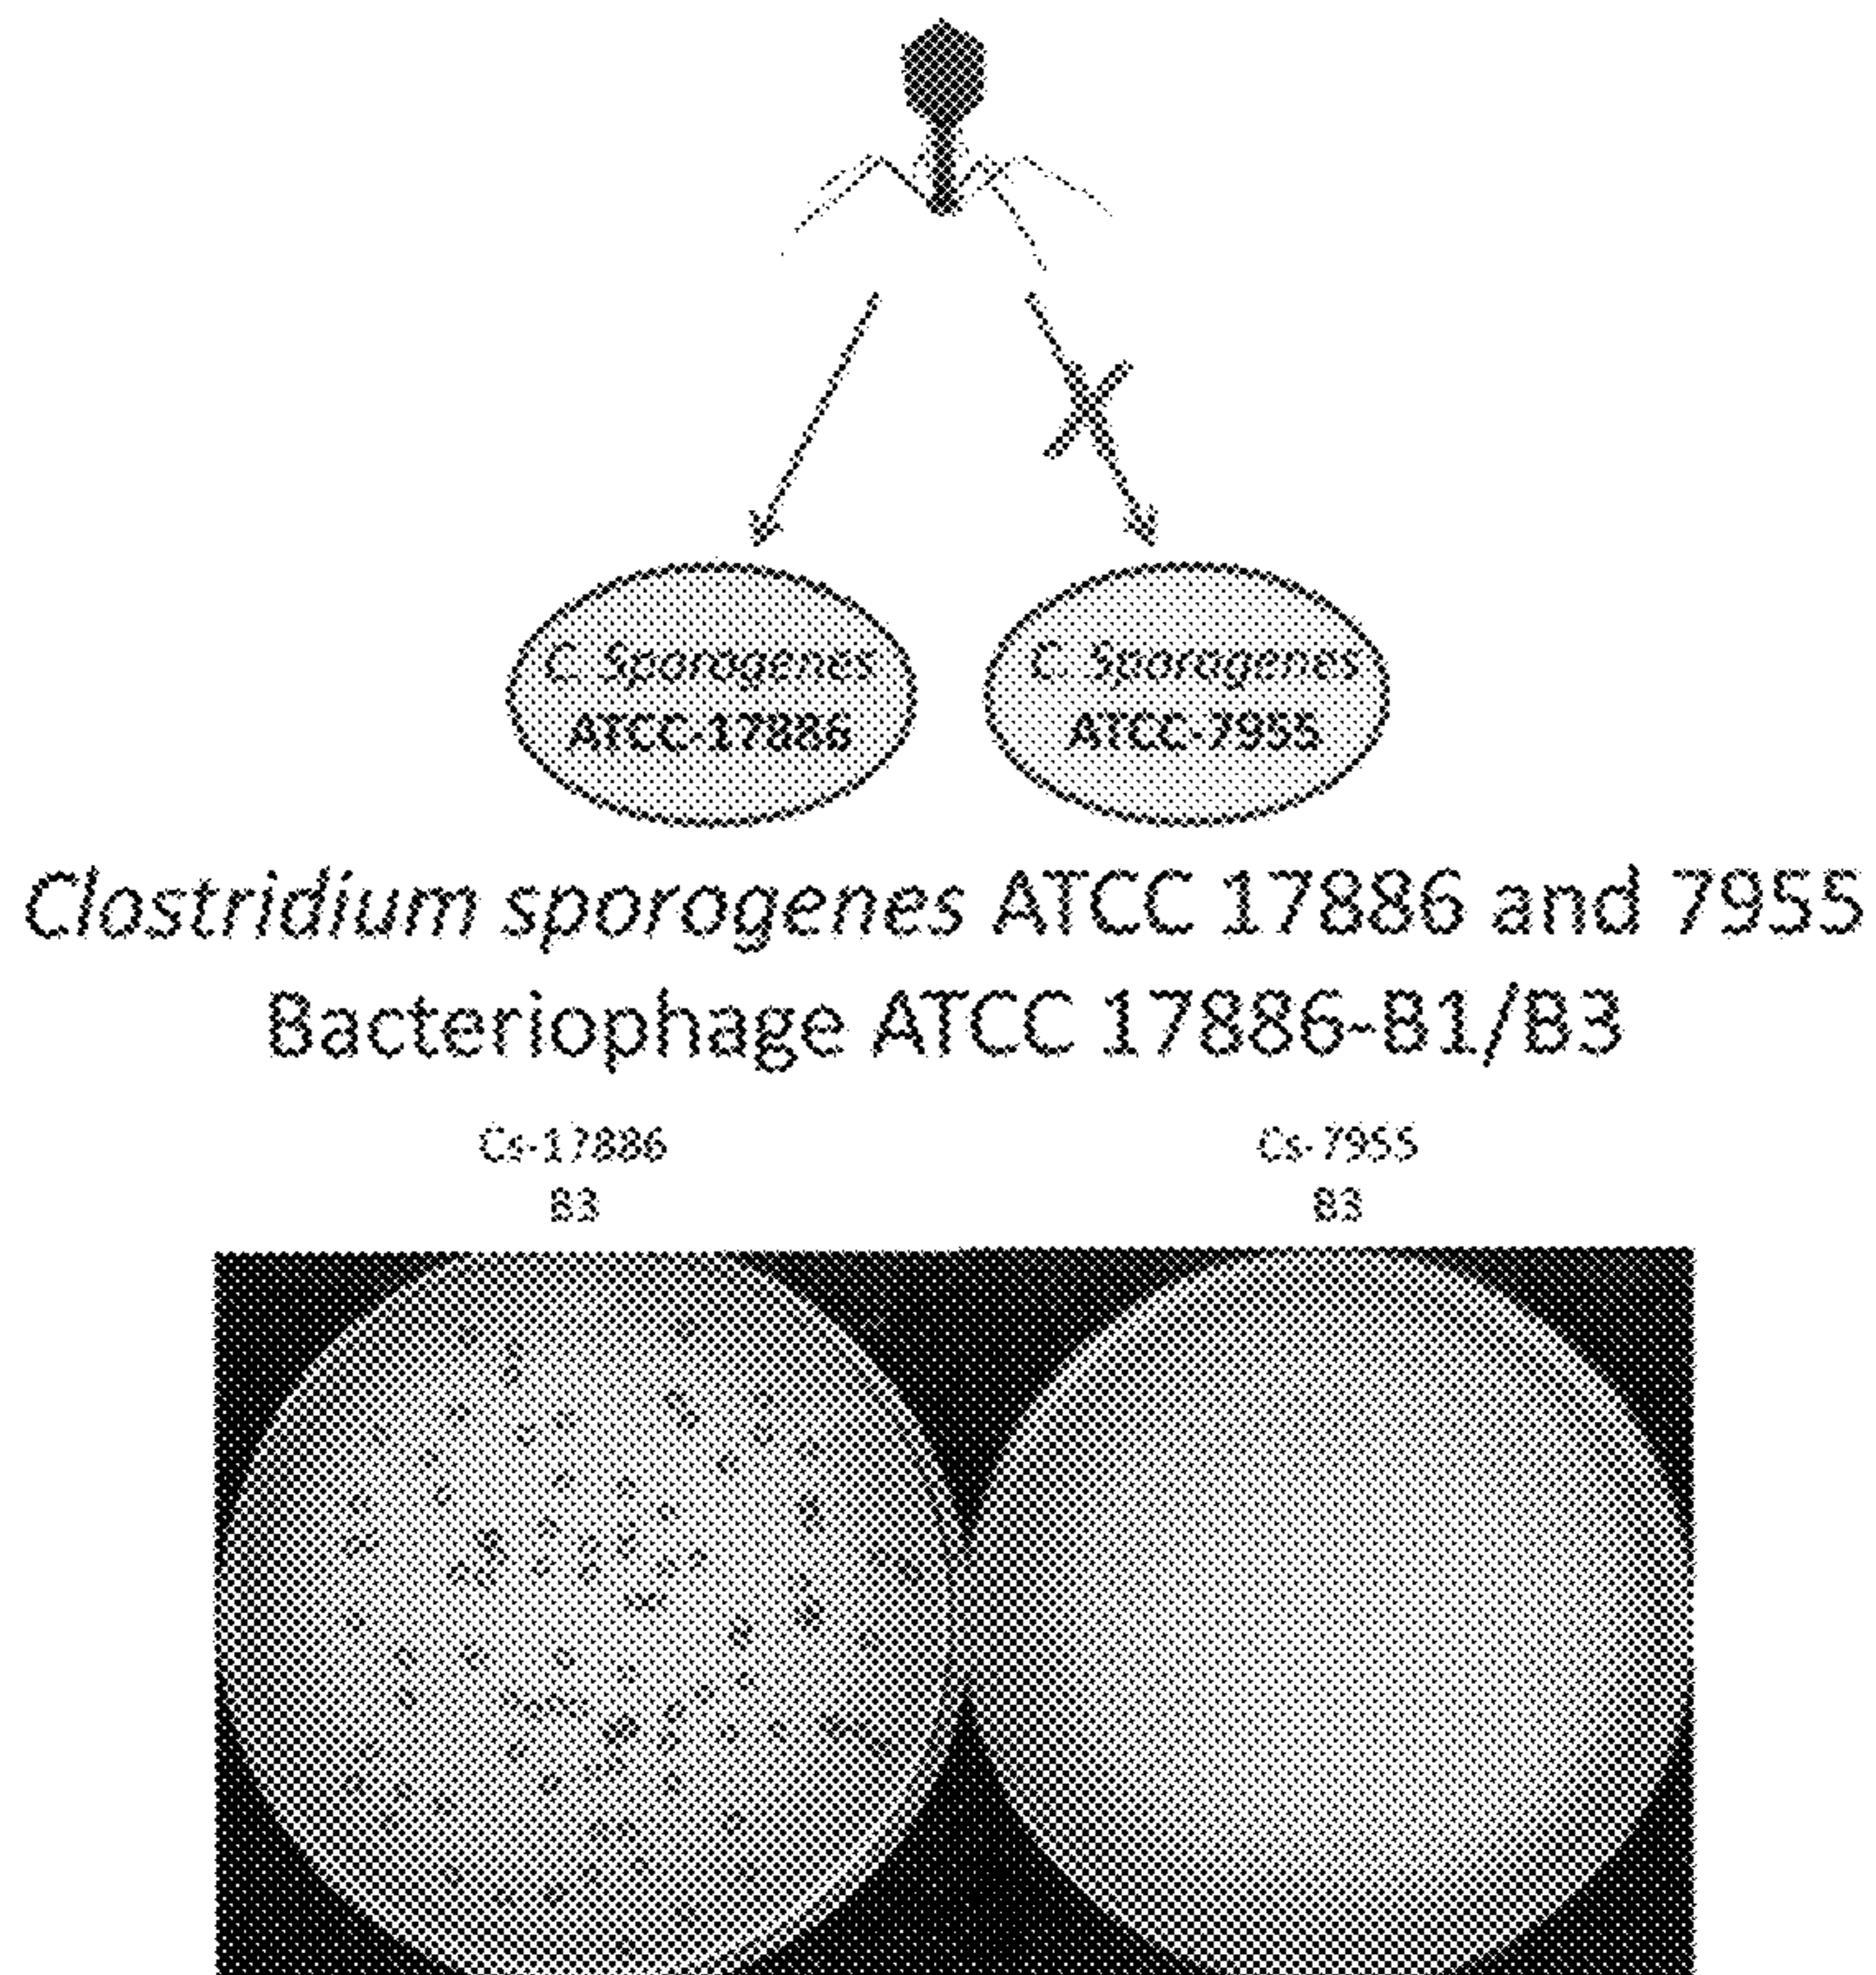 C. Sporogenes
ATCC-17886
C. Sporogenes
ATCC-7955
Clostridium sporogenes ATCC 17886 and 7955
Bacteriophage ATCC 17886-B1/B3
Cs-17886
B3
Cs-7955
B3